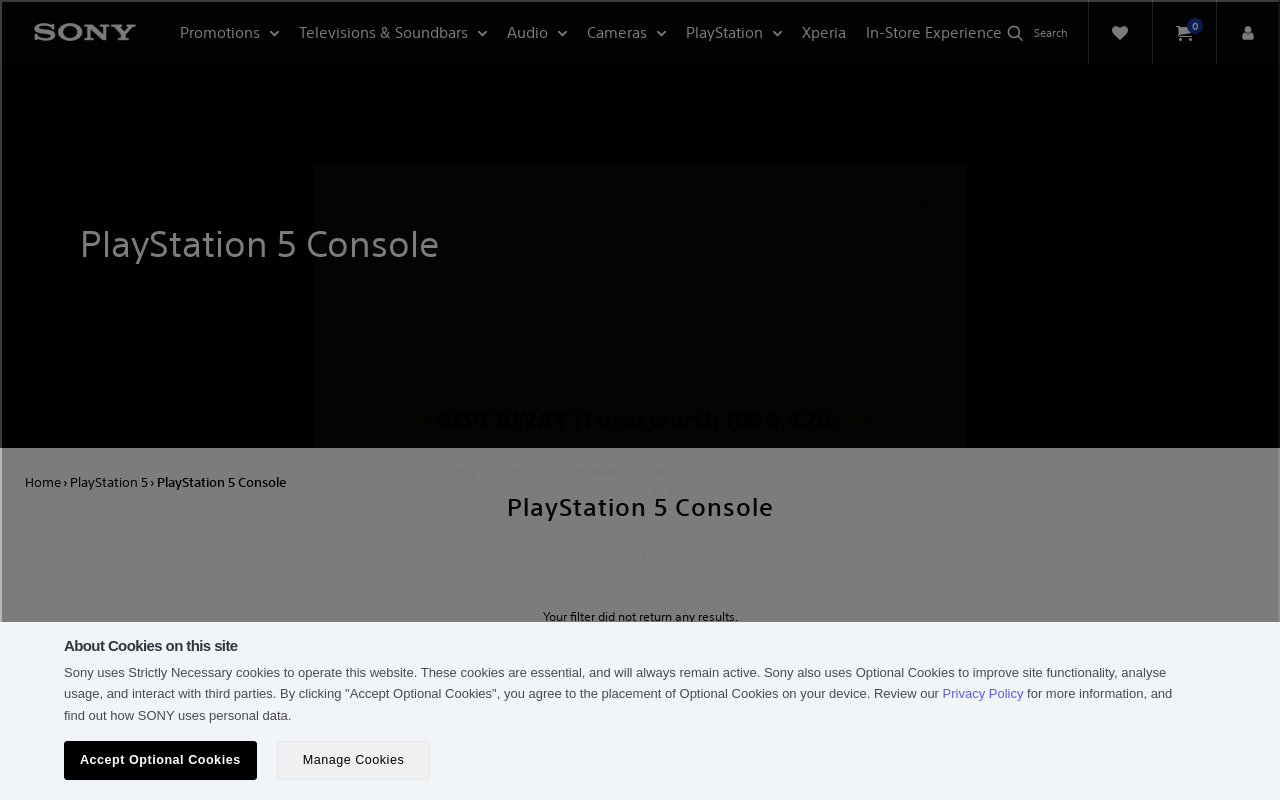 SONY
Promotions
Televisions & Soundbars
Audio
Cameras
PlayStation
Xperia
In-Store Experience
Search
0
PlayStation 5 Console
GIVEAWAY [Total worth RM6,426]
Home › PlayStation 5 › PlayStation 5 Console
PlayStation 5 Console
Your filter did not return any results.
About Cookies on this site
Sony uses Strictly Necessary cookies to operate this website. These cookies are essential, and will always remain active. Sony also uses Optional Cookies to improve site functionality, analyse
usage, and interact with third parties. By clicking "Accept Optional Cookies", you agree to the placement of Optional Cookies on your device. Review our Privacy Policy for more information, and
find out how SONY uses personal data.
Accept Optional Cookies
Manage Cookies